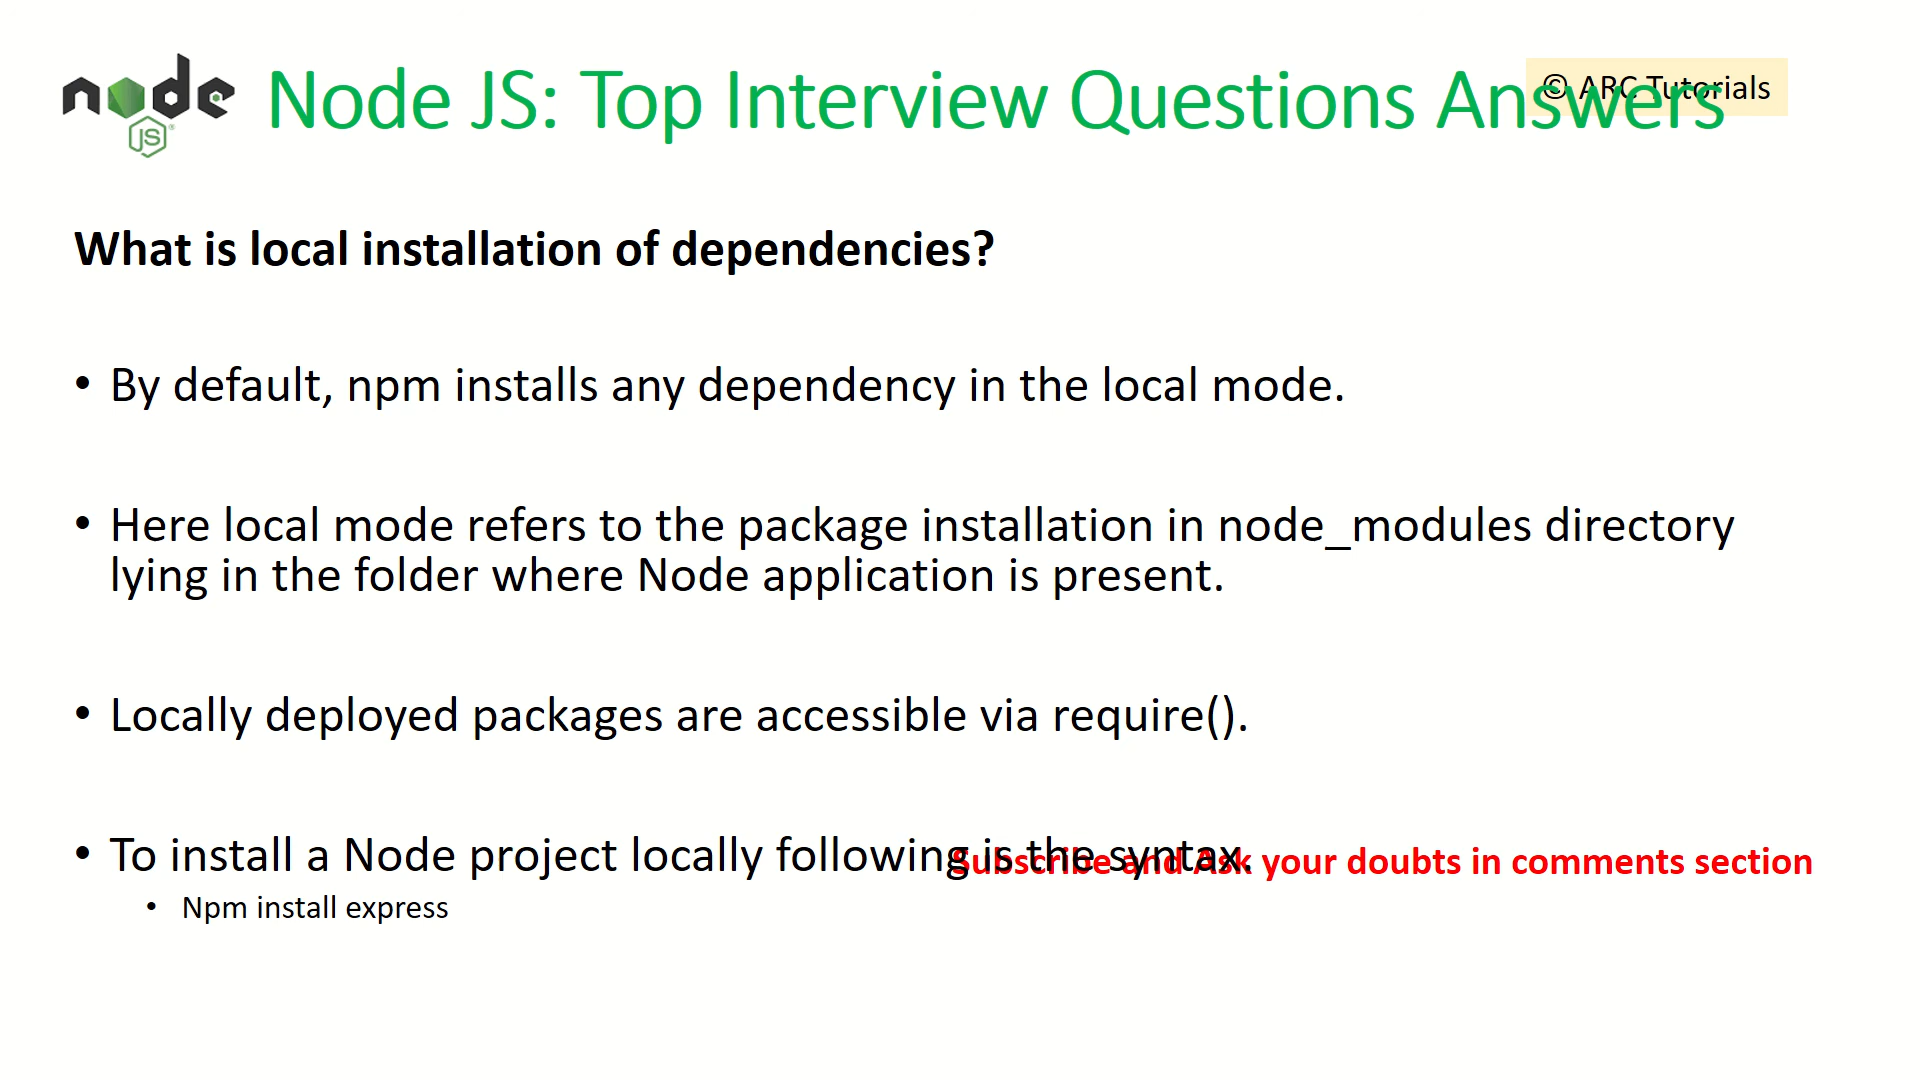 node
JS
Node JS: Top Interview Questions Answers
© ARC Tutorials
What is local installation of dependencies?
• By default, npm installs any dependency in the local mode.
• Here local mode refers to the package installation in node_modules directory
lying in the folder where Node application is present.
• Locally deployed packages are accessible via require().
• To install a Node project locally following is the syntax.
Subscribe and Ask your doubts in comments section
• Npm install express